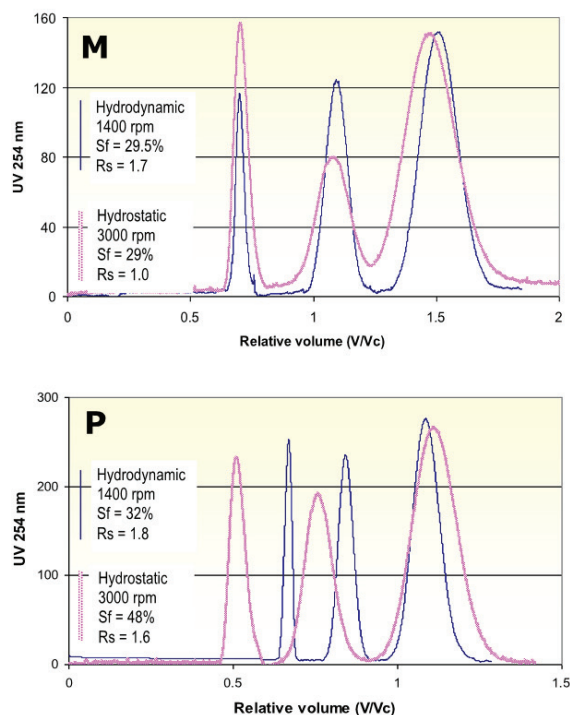 M
160
120
80
40
0
UV 254 nm
Hydrodynamic
1400 rpm
Sf = 29.5%
Rs = 1.7
Hydrostatic
3000 rpm
Sf = 29%
Rs = 1.0
0
0.5
1
1.5
2
Relative volume (V/Vc)
P
300
200
100
0
UV 254 nm
Hydrodynamic
1400 rpm
Sf = 32%
Rs = 1.8
Hydrostatic
3000 rpm
Sf = 48%
Rs = 1.6
0
0.5
1
1.5
Relative volume (V/Vc)